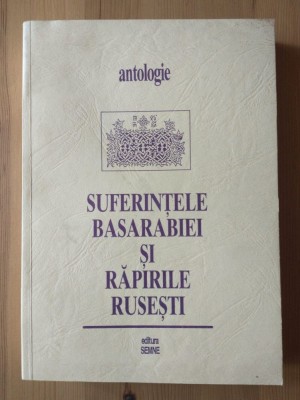 antologie
SUFERINȚELE
BASARABIEI
ȘI
RĂPIRILE
RUSEȘTI
editura
SEMNE